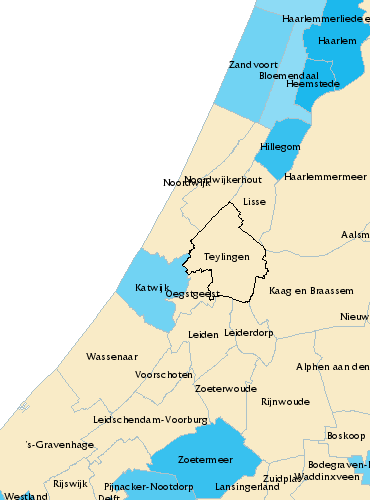 Haarlemmerliede e
Haarlem
Zandvoort
Bloemendaal
Heemstede
Hillegom
Haarlemmermeer
Noordwijkerhout
Noordwijk
Lisse
Aalsm
Teylingen
Katwijk
Oegstgeest
Kaag en Braassem
Nieuw
Leiden
Leiderdorp
Wassenaar
Voorschoten
Alphen aan den
Zoeterwoude
Rijnwoude
Leidschendam-Voorburg
Boskoop
's-Gravenhage
Zoetermeer
Bodegraven-
Waddinxveen
Zuidplas
Rijswijk
Pijnacker-Nootdorp
Lansingerland
Westland
Delft